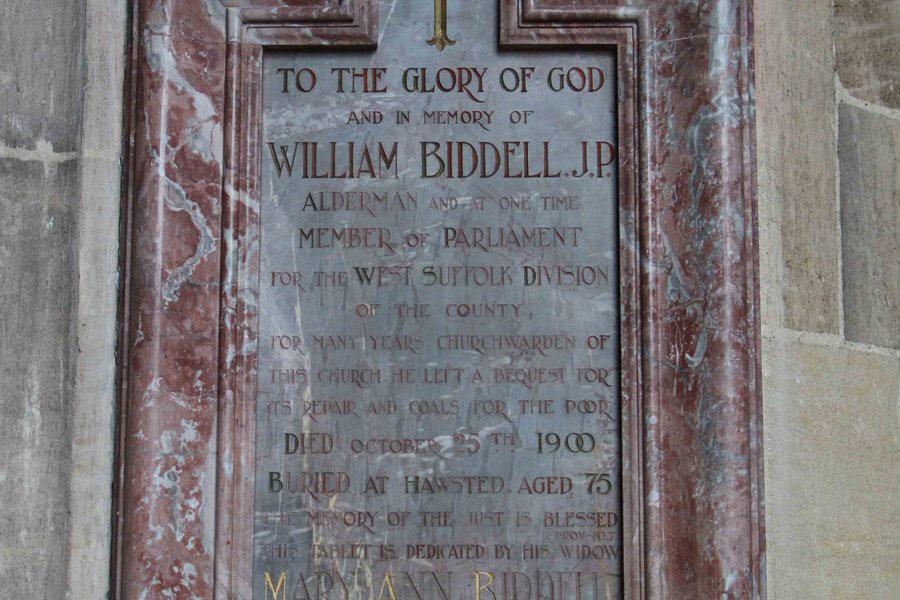 TO THE GLORY OF GOD
AND IN MEMORY OF
WILLIAM BIDDELL. J.P.
ALDERMAN AND AT ONE TIME
MEMBER OF PARLIAMENT
FOR THE WEST SUFFOLK DIVISION
OF THE COUNTY,
FOR MANY YEARS CHURCHWARDEN OF
THIS CHURCH. HE LEFT A BEQUEST FOR
ITS REPAIR AND COALS FOR THE POOR
DIED OCTOBER 25TH 1900
BURIED AT HAWSTED. AGED 75
THE MEMORY OF THE JUST IS BLESSED
PROV. 10.7
THIS TABLET IS DEDICATED BY HIS WIDOW
MARY ANN BIDDELL